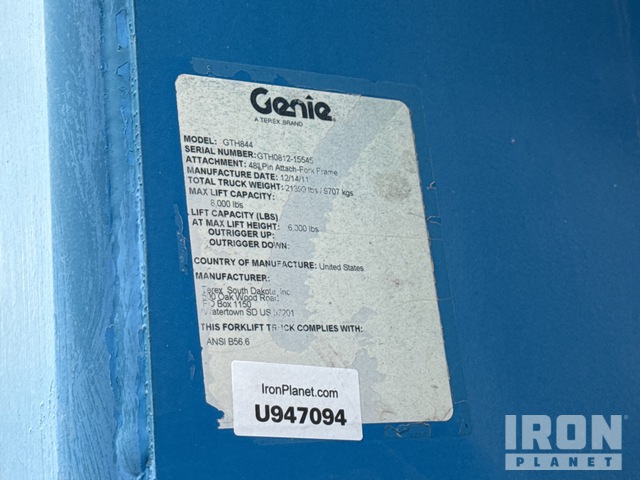 Genie
A TEREX BRAND
MODEL: GTH844
SERIAL NUMBER: GTH0812-15545
ATTACHMENT: 48" Pin Attach-Fork Frame
MANUFACTURE DATE: 12/14/11
TOTAL TRUCK WEIGHT: lbs / 9707 kgs
MAX LIFT CAPACITY:
8,000 lbs
LIFT CAPACITY (LBS)
AT MAX LIFT HEIGHT: 6,000 lbs
OUTRIGGER UP:
OUTRIGGER DOWN:
COUNTRY OF MANUFACTURE: United States
MANUFACTURER:
Terex South Dakota, Inc.
500 Oak Wood Road
PO Box 1150
Watertown SD US 57201
THIS FORKLIFT TRUCK COMPLIES WITH:
ANSI B56.6
IronPlanet.com
U947094
IRON
PLANET